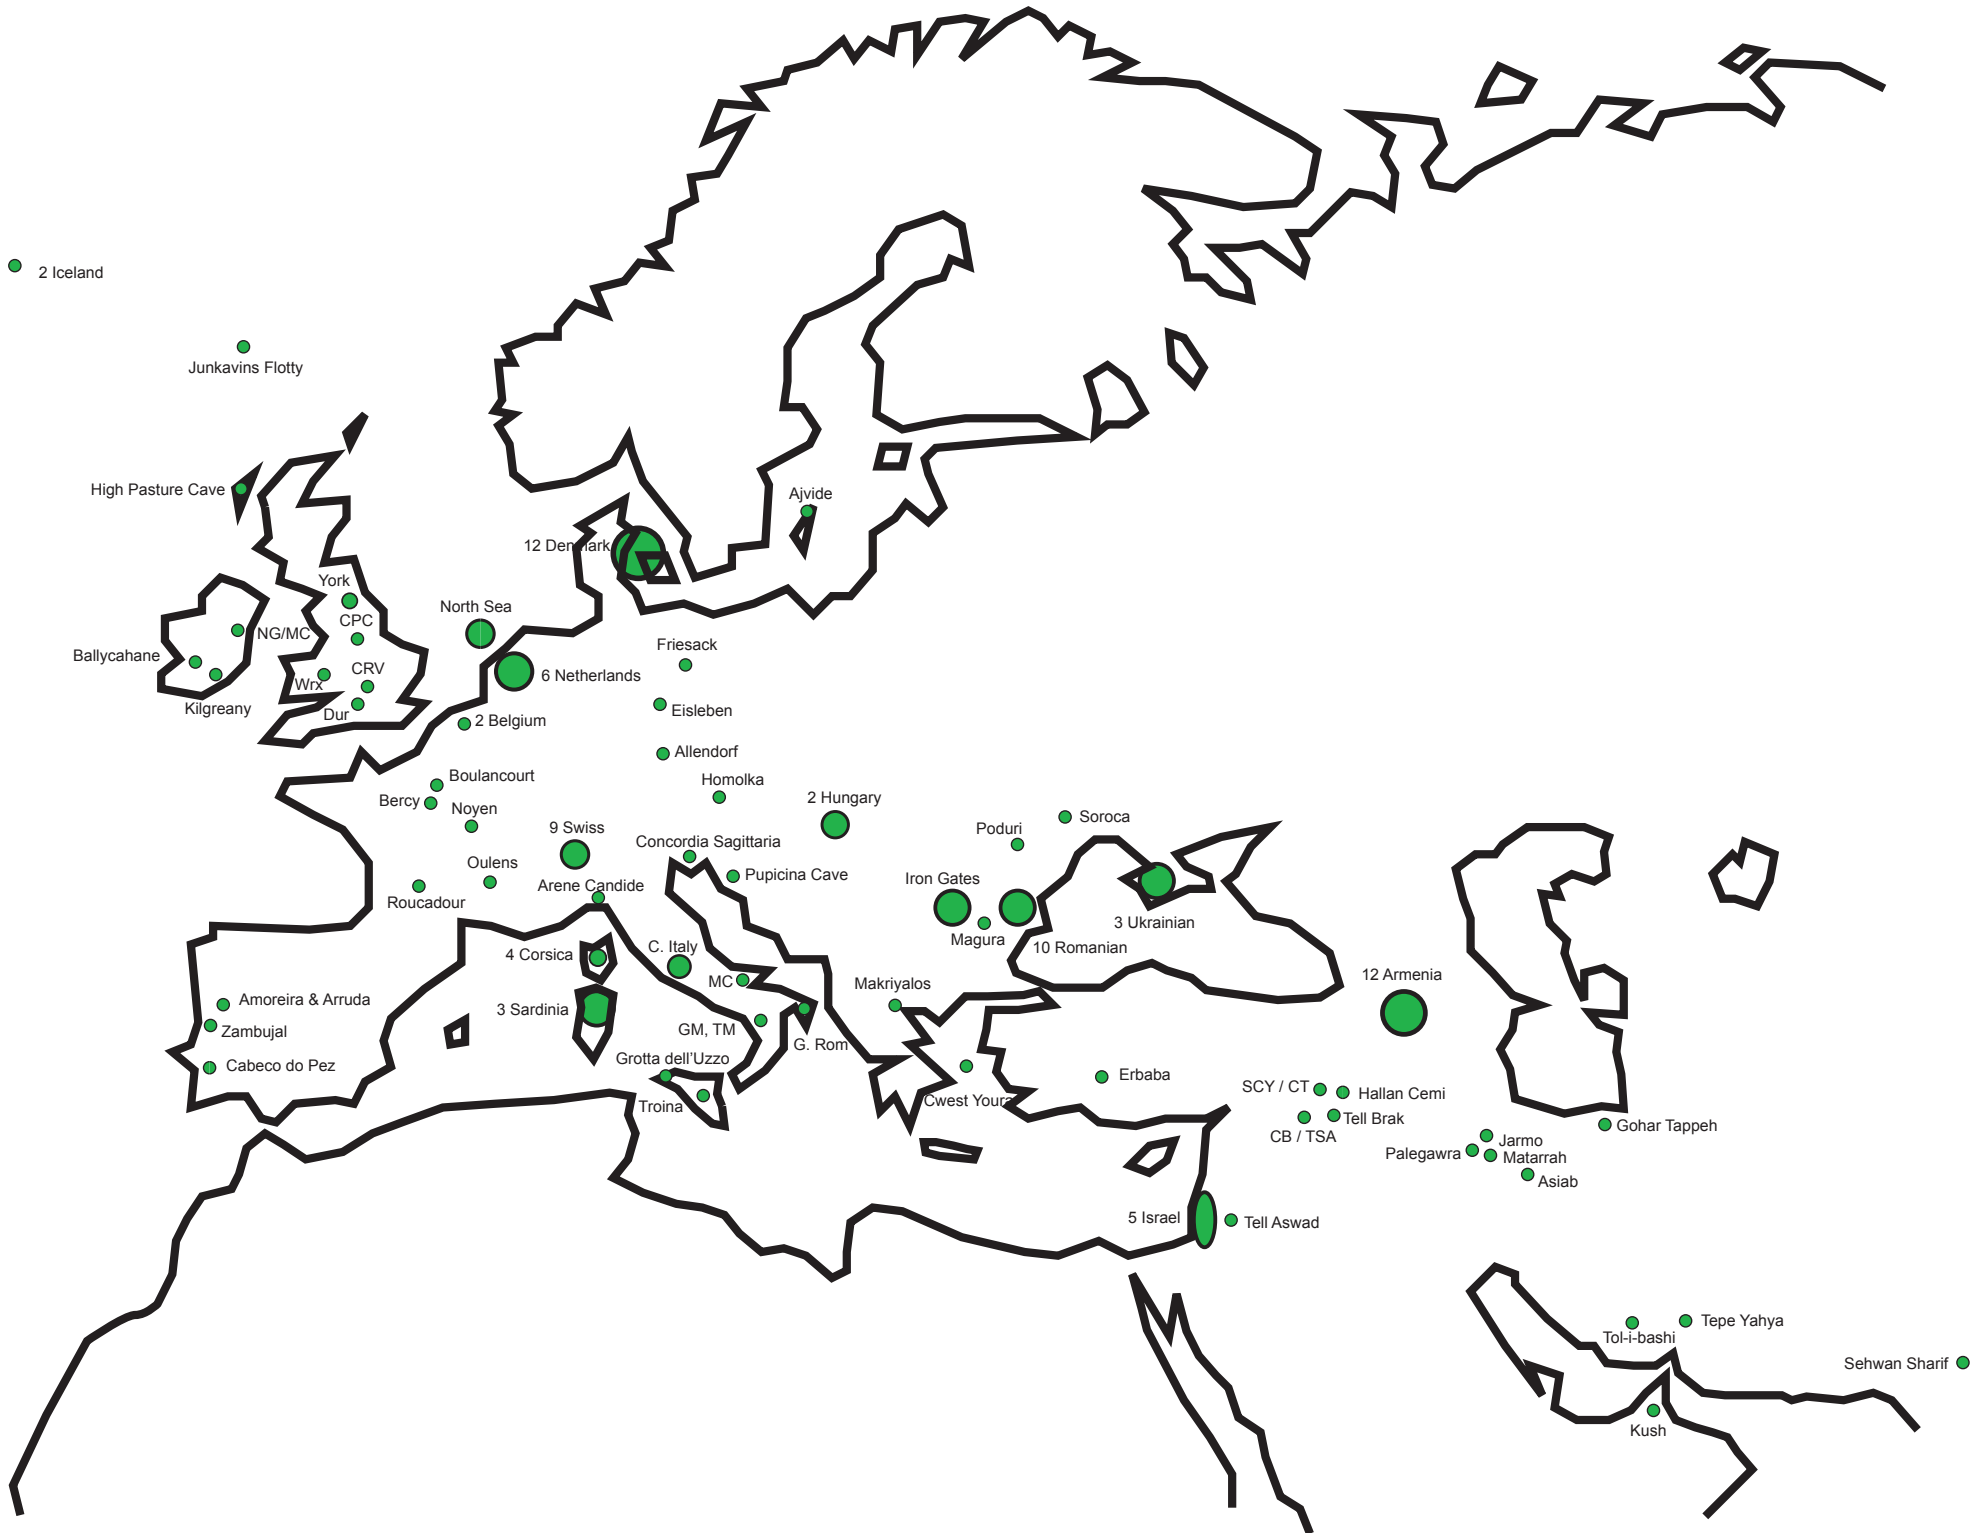 2 Iceland
Junkavins Flotty
High Pasture Cave
Ajvide
12 Denmark
York
North Sea
CPC
NG/MC
Friesack
Ballycahane
CRV
6 Netherlands
Wrx
Kilgreany
Dur
Eisleben
2 Belgium
Allendorf
Boulancourt
Homolka
Bercy
Noyen
2 Hungary
Soroca
9 Swiss
Poduri
Concordia Sagittaria
Oulens
Pupicina Cave
Arene Candide
Iron Gates
Roucadour
3 Ukrainian
Magura
C. Italy
10 Romanian
4 Corsica
12 Armenia
MC
Makriyalos
Amoreira & Arruda
3 Sardinia
Zambujal
GM, TM
G. Rom
Grotta dell'Uzzo
Cabeco do Pez
Erbaba
SCY / CT
Hallan Cemi
Cwest Youra
Troina
Tell Brak
Gohar Tappeh
CB / TSA
Jarmo
Palegawra
Matarrah
Asiab
5 Israel
Tell Aswad
Tepe Yahya
Tol-i-bashi
Sehwan Sharif
Kush